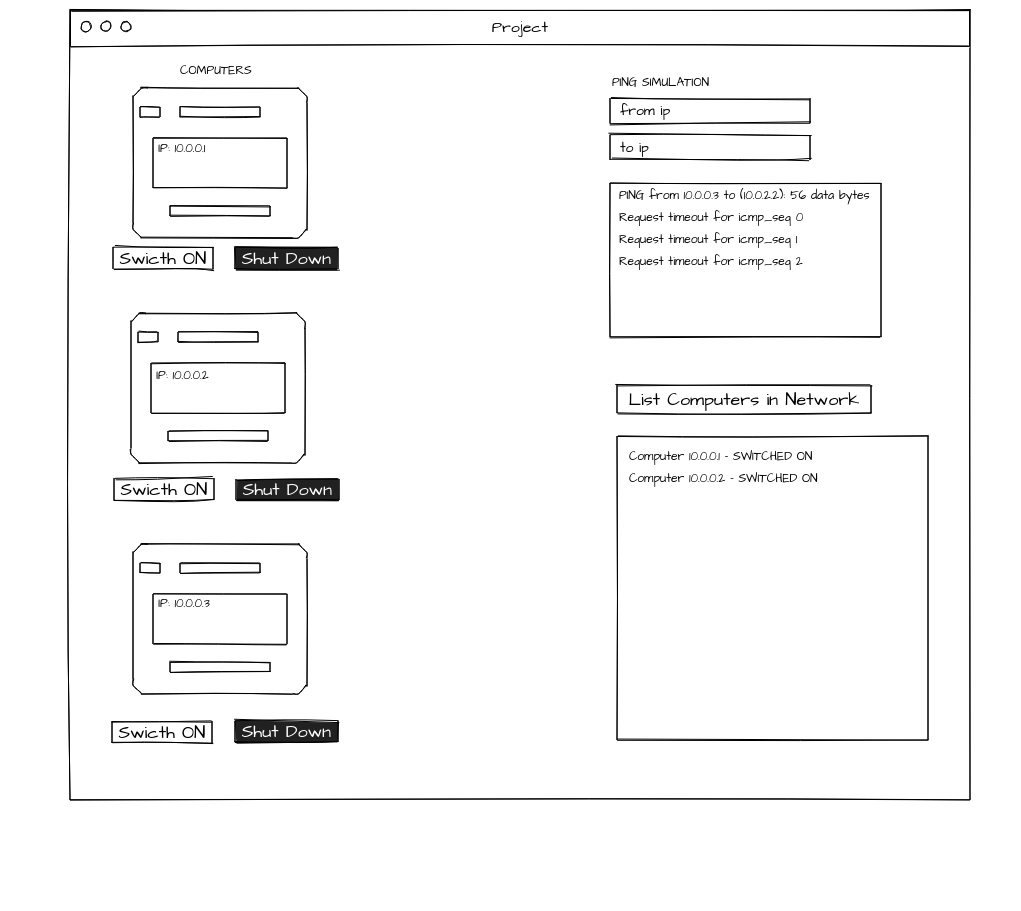 Project
COMPUTERS
IP: 10.0.0.1
Swicth ON
Shut Down
IP: 10.0.0.2
Swicth ON
Shut Down
IP: 10.0.0.3
Swicth ON
Shut Down
PING SIMULATION
from ip
to ip
PING from 10.0.0.3 to (10.0.2.2): 56 data bytes
Request timeout for icmp_seq 0
Request timeout for icmp_seq 1
Request timeout for icmp_seq 2
List Computers in Network
Computer 10.0.0.1 - SWITCHED ON
Computer 10.0.0.2 - SWITCHED ON